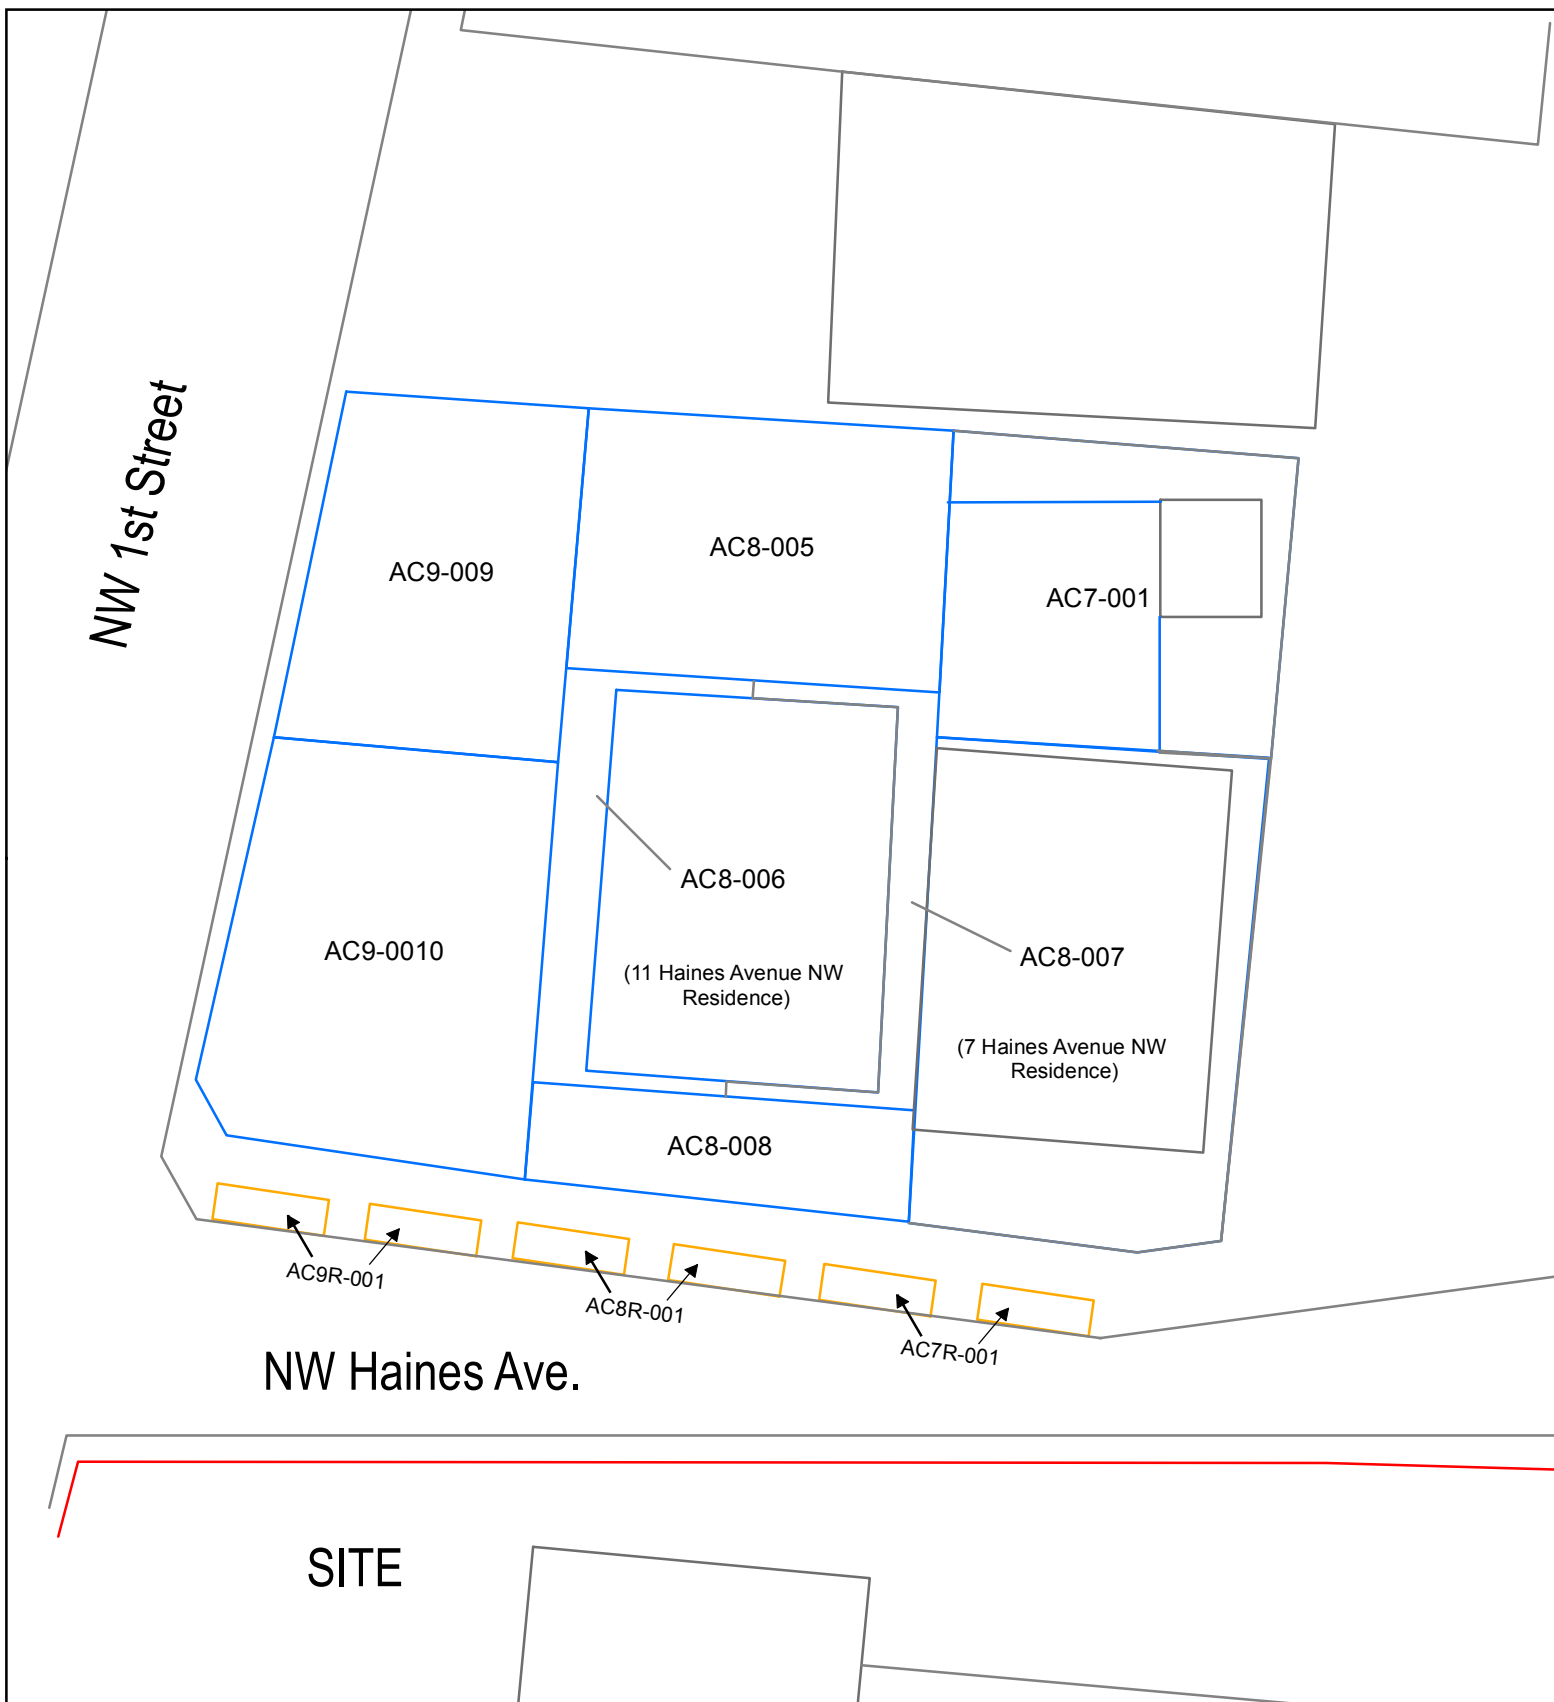 NW 1st Street
AC8-005
AC9-009
AC7-001
AC8-006
AC9-0010
AC8-007
(11 Haines Avenue NW
Residence)
(7 Haines Avenue NW
Residence)
AC8-008
AC9R-001
AC8R-001
AC7R-001
NW Haines Ave.
SITE